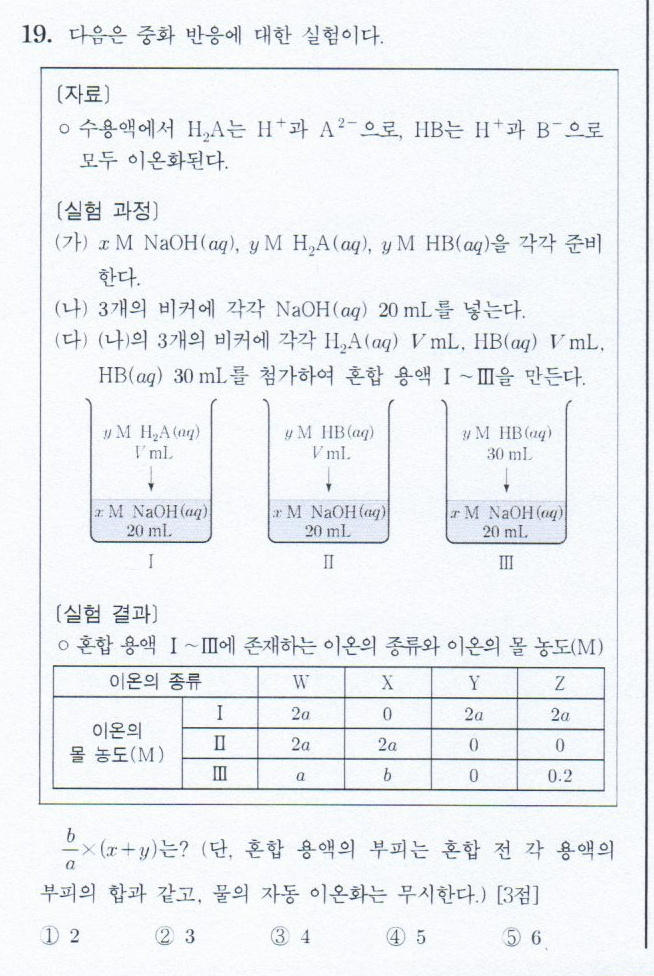 19. 다음은 중화 반응에 대한 실험이다.
[자료]
○ 수용액에서 H₂A는 H⁺과 A²⁻으로, HB는 H⁺과 B⁻으로
모두 이온화된다.
[실험 과정]
(가) x M NaOH(aq), y M H₂A(aq), y M HB(aq)을 각각 준비
한다.
(나) 3개의 비커에 각각 NaOH(aq) 20 mL를 넣는다.
(다) (나)의 3개의 비커에 각각 H₂A(aq) V mL, HB(aq) V mL,
HB(aq) 30 mL를 첨가하여 혼합 용액 Ⅰ~Ⅲ을 만든다.
y M H₂A(aq) y M HB(aq) y M HB(aq)
V mL V mL 30 mL
x M NaOH(aq) x M NaOH(aq) x M NaOH(aq)
20 mL 20 mL 20 mL
Ⅰ Ⅱ Ⅲ
[실험 결과]
○ 혼합 용액 Ⅰ~Ⅲ에 존재하는 이온의 종류와 이온의 몰 농도(M)
이온의 종류 W X Y Z
이온의 몰 농도(M)
Ⅰ 2a 0 2a 2a
Ⅱ 2a 2a 0 0
Ⅲ a b 0 0.2
b/a×(x+y)는? (단, 혼합 용액의 부피는 혼합 전 각 용액의
부피의 합과 같고, 물의 자동 이온화는 무시한다.) [3점]
① 2 ② 3 ③ 4 ④ 5 ⑤ 6